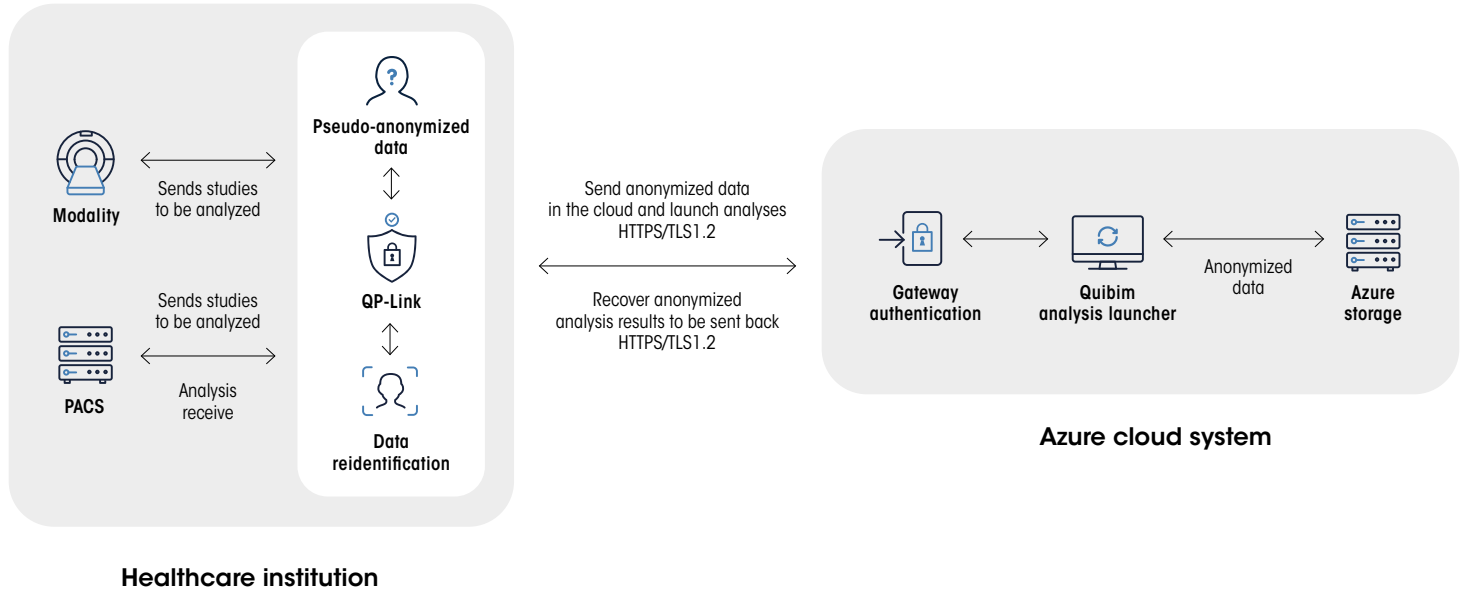 Pseudo-anonymized
data
Modality
Sends studies
to be analyzed
QP-Link
Sends studies
to be analyzed
PACS
Analysis
receive
Data
reidentification
Healthcare institution
Send anonymized data
in the cloud and launch analyses
HTTPS/TLS1.2
Recover anonymized
analysis results to be sent back
HTTPS/TLS1.2
Gateway
authentication
Quibim
analysis launcher
Anonymized
data
Azure
storage
Azure cloud system